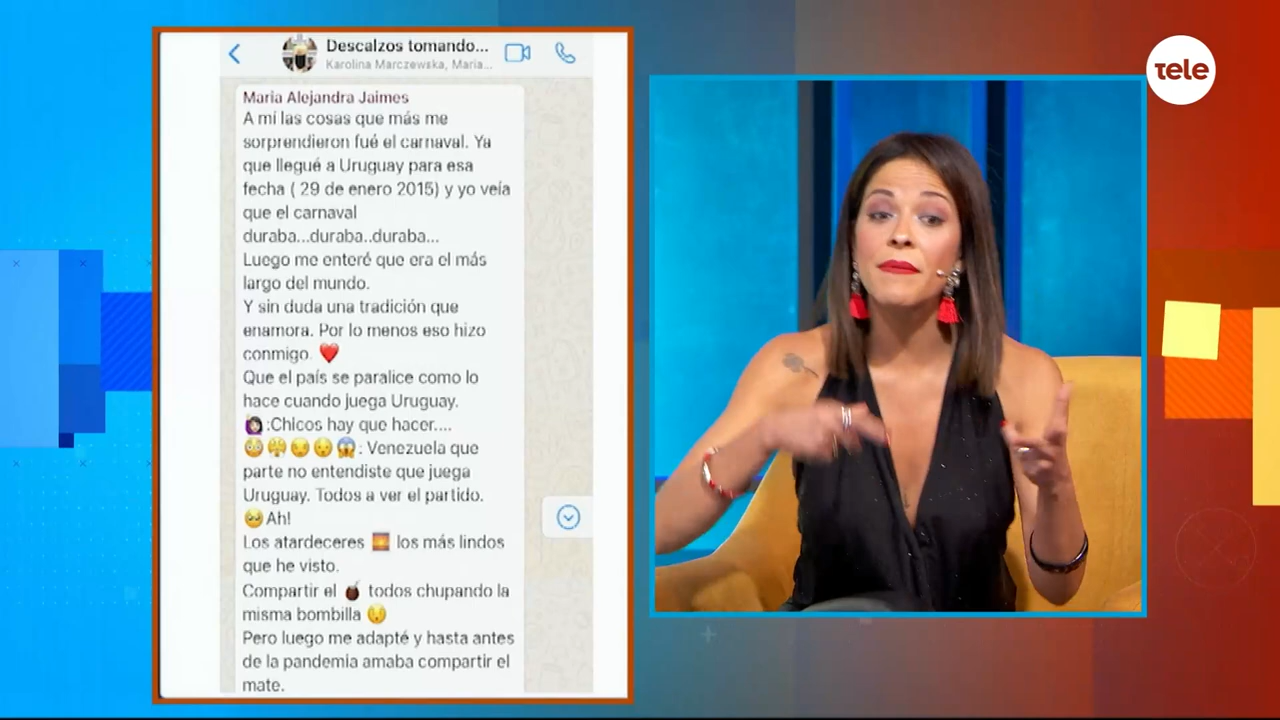 Descalzos tomando...
Karolina Marczewska, Maria...
Maria Alejandra Jaimes
A mí las cosas que más me
sorprendieron fué el carnaval. Ya
que llegué a Uruguay para esa
fecha ( 29 de enero 2015) y yo veía
que el carnaval
duraba...duraba..duraba...
Luego me enteré que era el más
largo del mundo.
Y sin duda una tradición que
enamora. Por lo menos eso hizo
conmigo. ❤️
Que el país se paralice como lo
hace cuando juega Uruguay.
🙋🏻‍♀️:Chicos hay que hacer....
😳😤😒😉😱: Venezuela que
parte no entendiste que juega
Uruguay. Todos a ver el partido.
🥺Ah!
Los atardeceres 🌅 los más lindos
que he visto.
Compartir el 🧉 todos chupando la
misma bombilla 😯
Pero luego me adapté y hasta antes
de la pandemia amaba compartir el
mate.
tele